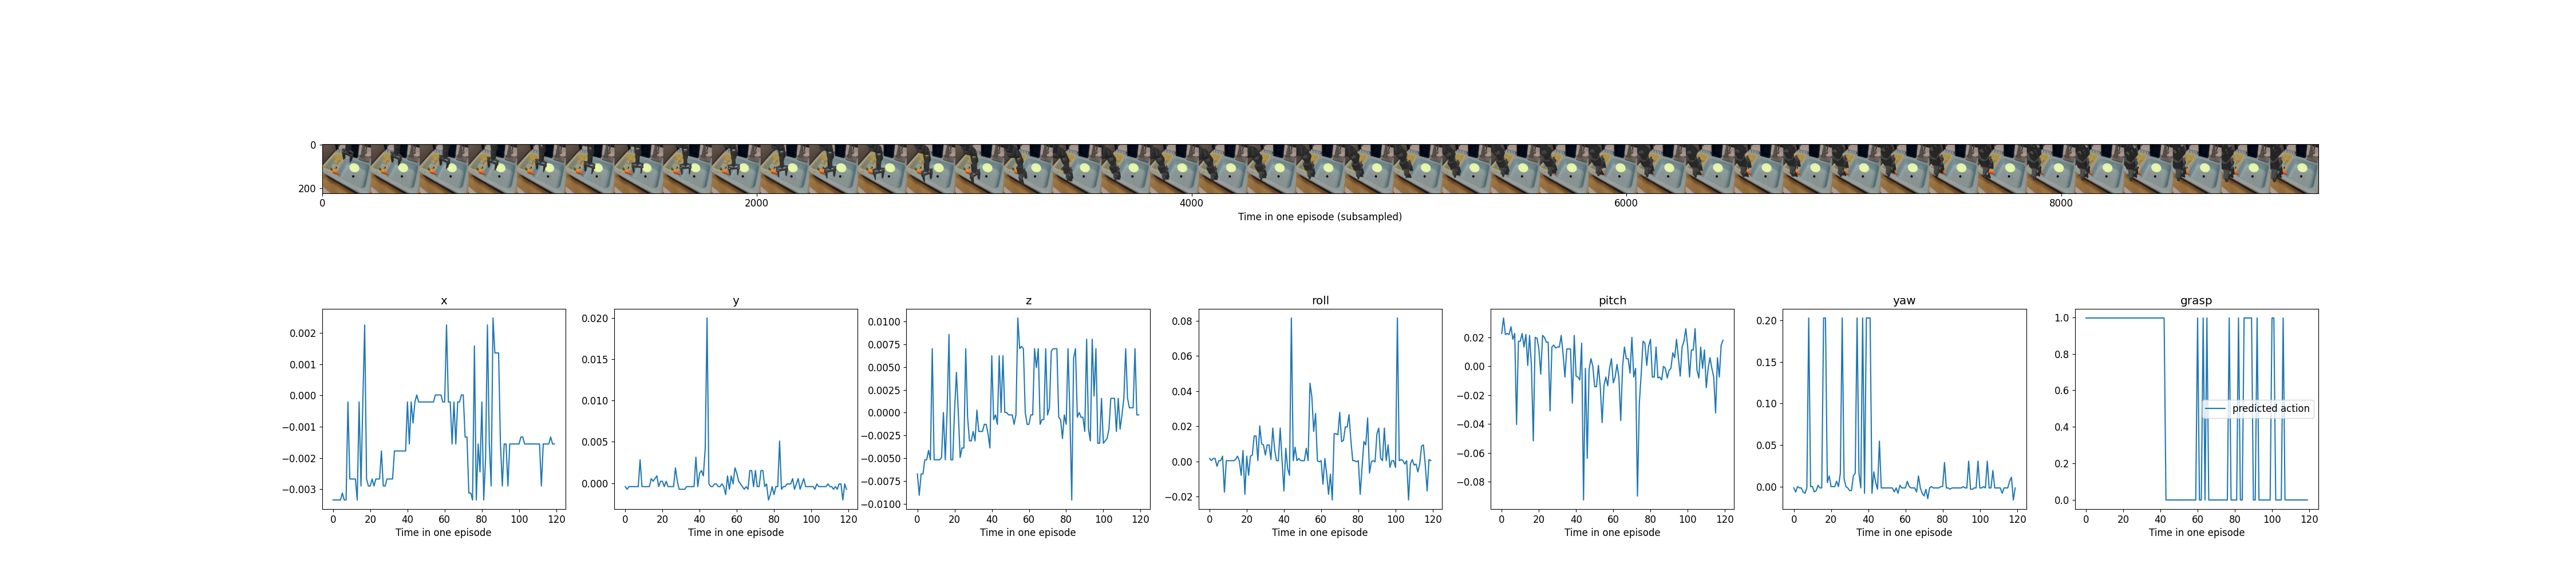 0
200
0 2000 4000 6000 8000
Time in one episode (subsampled)
x
0.002
0.001
0.000
−0.001
−0.002
−0.003
0 20 40 60 80 100 120
Time in one episode
y
0.020
0.015
0.010
0.005
0.000
0 20 40 60 80 100 120
Time in one episode
z
0.0100
0.0075
0.0050
0.0025
0.0000
−0.0025
−0.0050
−0.0075
−0.0100
0 20 40 60 80 100 120
Time in one episode
roll
0.08
0.06
0.04
0.02
0.00
−0.02
0 20 40 60 80 100 120
Time in one episode
pitch
0.02
0.00
−0.02
−0.04
−0.06
−0.08
0 20 40 60 80 100 120
Time in one episode
yaw
0.20
0.15
0.10
0.05
0.00
0 20 40 60 80 100 120
Time in one episode
grasp
1.0
0.8
0.6
0.4
0.2
0.0
predicted action
0 20 40 60 80 100 120
Time in one episode